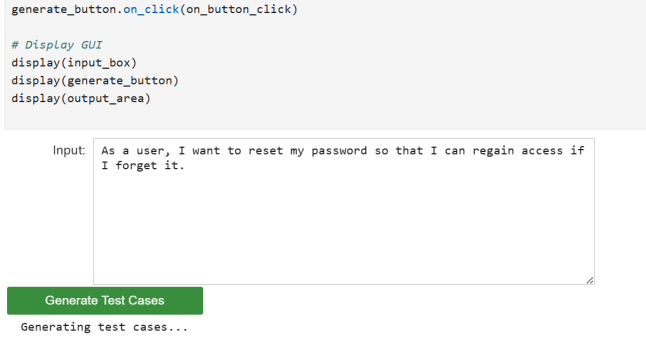 generate_button.on_click(on_button_click)
# Display GUI
display(input_box)
display(generate_button)
display(output_area)
Input: As a user, I want to reset my password so that I can regain access if
I forget it.
Generate Test Cases
Generating test cases...